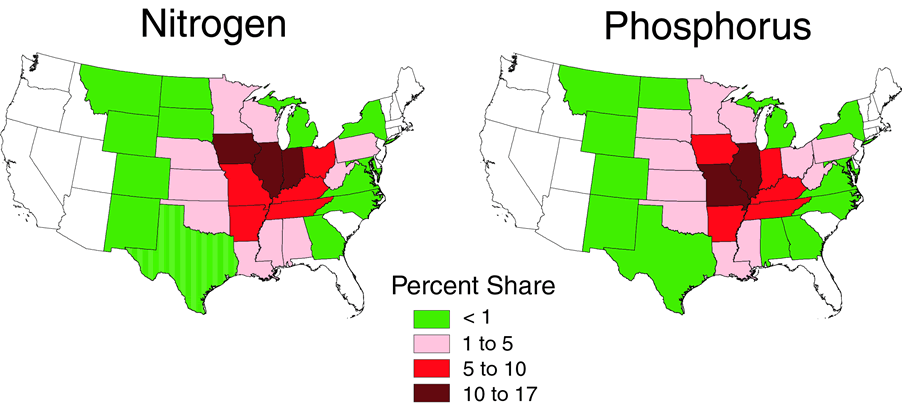 Nitrogen
Phosphorus
Percent Share
< 1
1 to 5
5 to 10
10 to 17